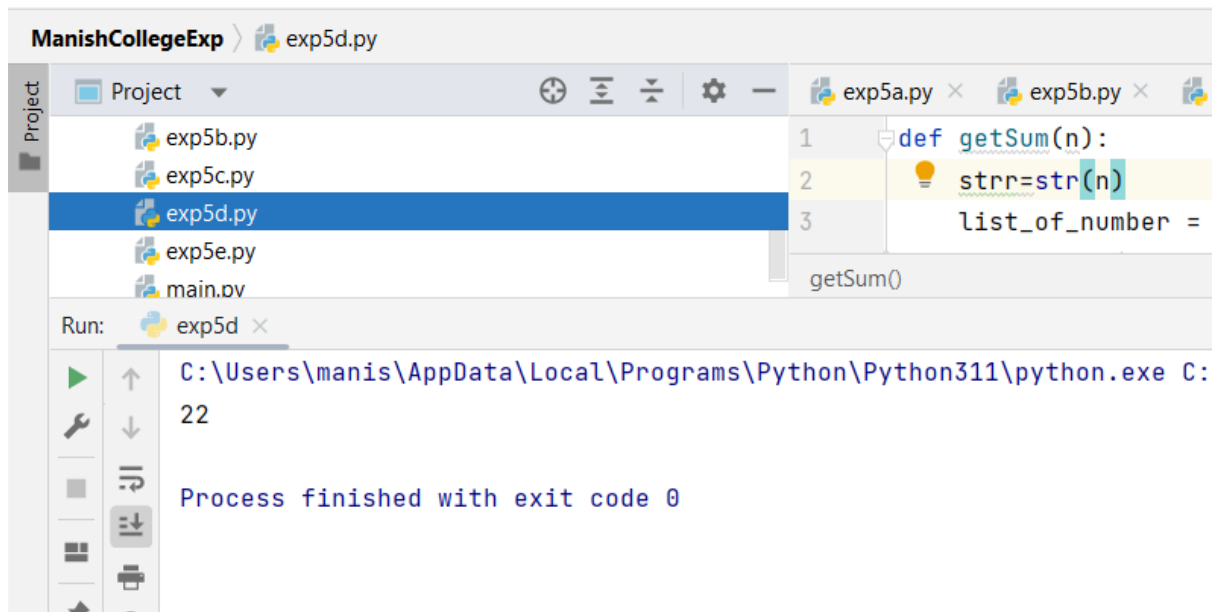 ManishCollegeExp > exp5d.py
Project
Project
exp5b.py
exp5c.py
exp5d.py
exp5e.py
main.py
exp5a.py
exp5b.py
1 def getSum(n):
2 strr=str(n)
3 list_of_number =
getSum()
Run: exp5d
C:\Users\manis\AppData\Local\Programs\Python\Python311\python.exe C:
22
Process finished with exit code 0